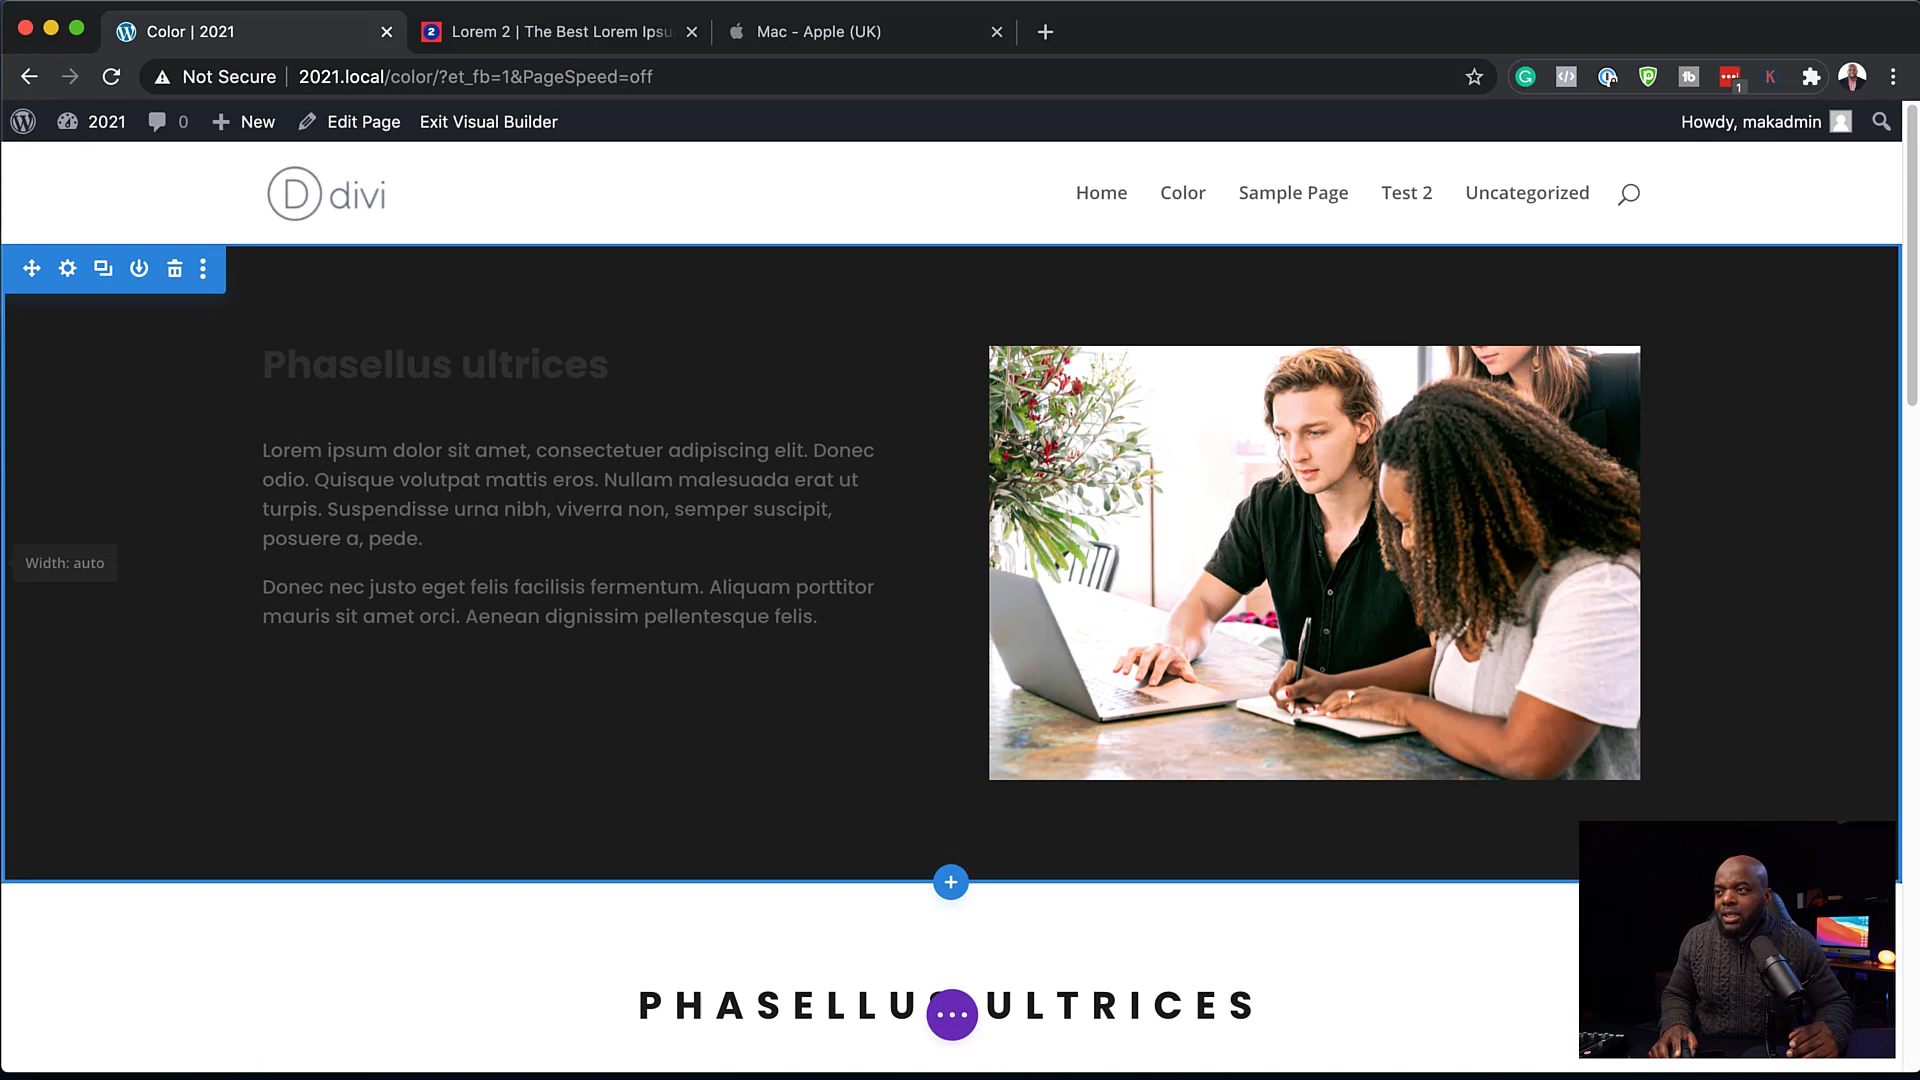 Color | 2021
2 Lorem 2 | The Best Lorem Ipsu
Mac - Apple (UK)
Not Secure 2021.local/color/?et_fb=1&PageSpeed=off
1
2021 0 New Edit Page Exit Visual Builder Howdy, makadmin
D divi
Home Color Sample Page Test 2 Uncategorized
Phasellus ultrices
Lorem ipsum dolor sit amet, consectetuer adipiscing elit. Donec
odio. Quisque volutpat mattis eros. Nullam malesuada erat ut
turpis. Suspendisse urna nibh, viverra non, semper suscipit,
posuere a, pede.
Width: auto
Donec nec justo eget felis facilisis fermentum. Aliquam porttitor
mauris sit amet orci. Aenean dignissim pellentesque felis.
PHASELLUS ULTRICES